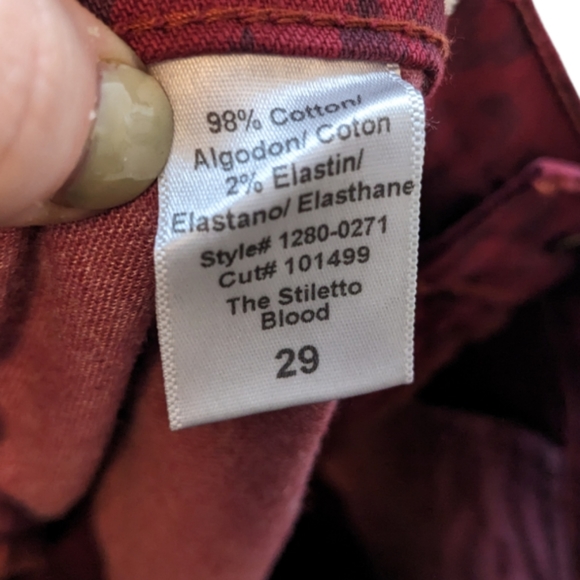 98% Cotton/
Algodon/ Coton
2% Elastin/
Elastano/ Elasthane
Style# 1280-0271
Cut# 101499
The Stiletto
Blood
29